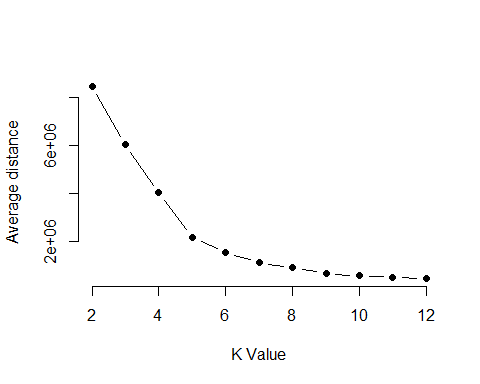 Average distance
6e+06
2e+06
2 4 6 8 10 12
K Value